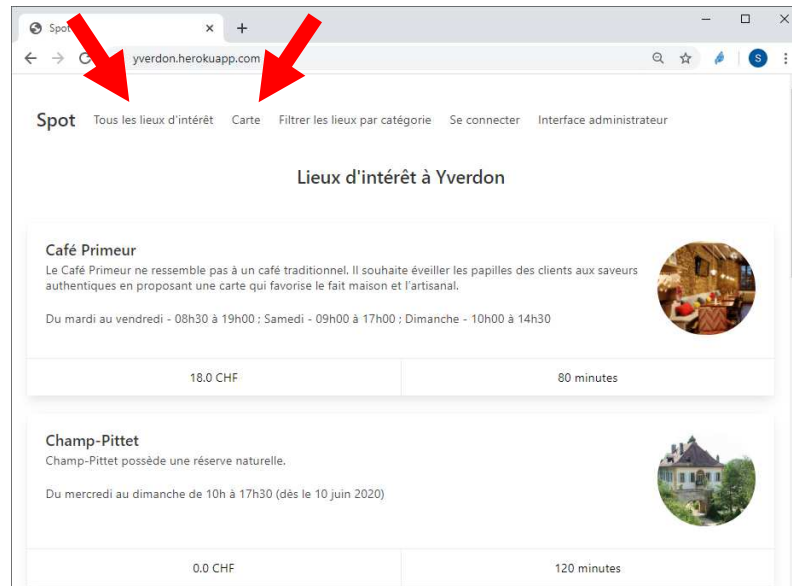 Spot
yverdon.herokuapp.com
S
Spot Tous les lieux d'intérêt Carte Filtrer les lieux par catégorie Se connecter Interface administrateur
Lieux d'intérêt à Yverdon
Café Primeur
Le Café Primeur ne ressemble pas à un café traditionnel. Il souhaite éveiller les papilles des clients aux saveurs
authentiques en proposant une carte qui favorise le fait maison et l'artisanal.
Du mardi au vendredi - 08h30 à 19h00 ; Samedi - 09h00 à 17h00 ; Dimanche - 10h00 à 14h30
18.0 CHF 80 minutes
Champ-Pittet
Champ-Pittet possède une réserve naturelle.
Du mercredi au dimanche de 10h à 17h30 (dès le 10 juin 2020)
0.0 CHF 120 minutes